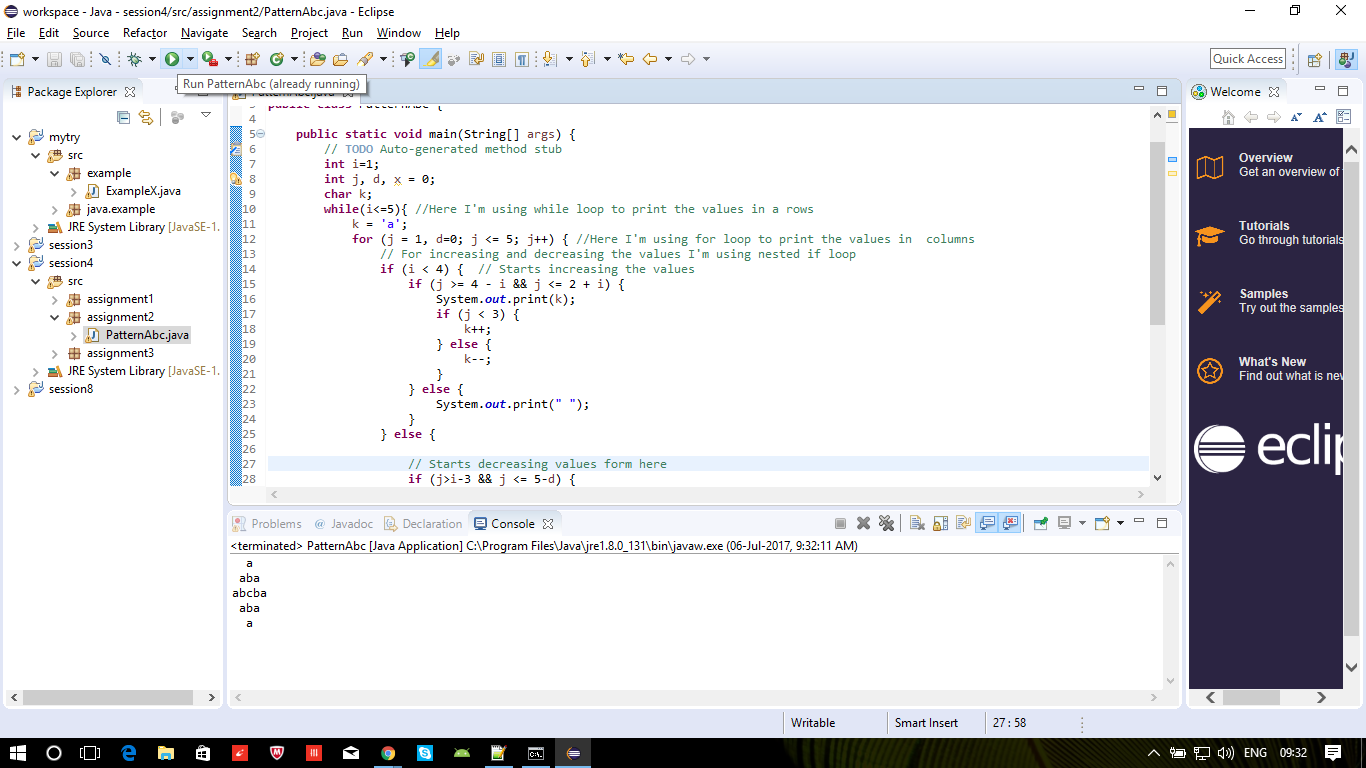 workspace - Java - session4/src/assignment2/PatternAbc.java - Eclipse
File Edit Source Refactor Navigate Search Project Run Window Help
Quick Access
Run PatternAbc (already running)
Package Explorer
Welcome
mytry
src
example
ExampleX.java
java.example
JRE System Library [JavaSE-1.
session3
session4
src
assignment1
assignment2
PatternAbc.java
assignment3
JRE System Library [JavaSE-1.
session8
4
5 public static void main(String[] args) {
6 // TODO Auto-generated method stub
7 int i=1;
8 int j, d, x = 0;
9 char k;
10 while(i<=5){ //Here I'm using while loop to print the values in a rows
11 k = 'a';
12 for (j = 1, d=0; j <= 5; j++) { //Here I'm using for loop to print the values in  columns
13 // For increasing and decreasing the values I'm using nested if loop
14 if (i < 4) {  // Starts increasing the values
15 if (j >= 4 - i && j <= 2 + i) {
16 System.out.print(k);
17 if (j < 3) {
18 k++;
19 } else {
20 k--;
21 }
22 } else {
23 System.out.print(" ");
24 }
25 } else {
26
27 // Starts decreasing values form here
28 if (j>i-3 && j <= 5-d) {
Overview
Get an overview of
Tutorials
Go through tutorials
Samples
Try out the samples
What's New
Find out what is new
eclip
Problems @ Javadoc Declaration Console
<terminated> PatternAbc [Java Application] C:\Program Files\Java\jre1.8.0_131\bin\javaw.exe (06-Jul-2017, 9:32:11 AM)
a
aba
abcba
aba
a
Writable Smart Insert 27 : 58
ENG 09:32